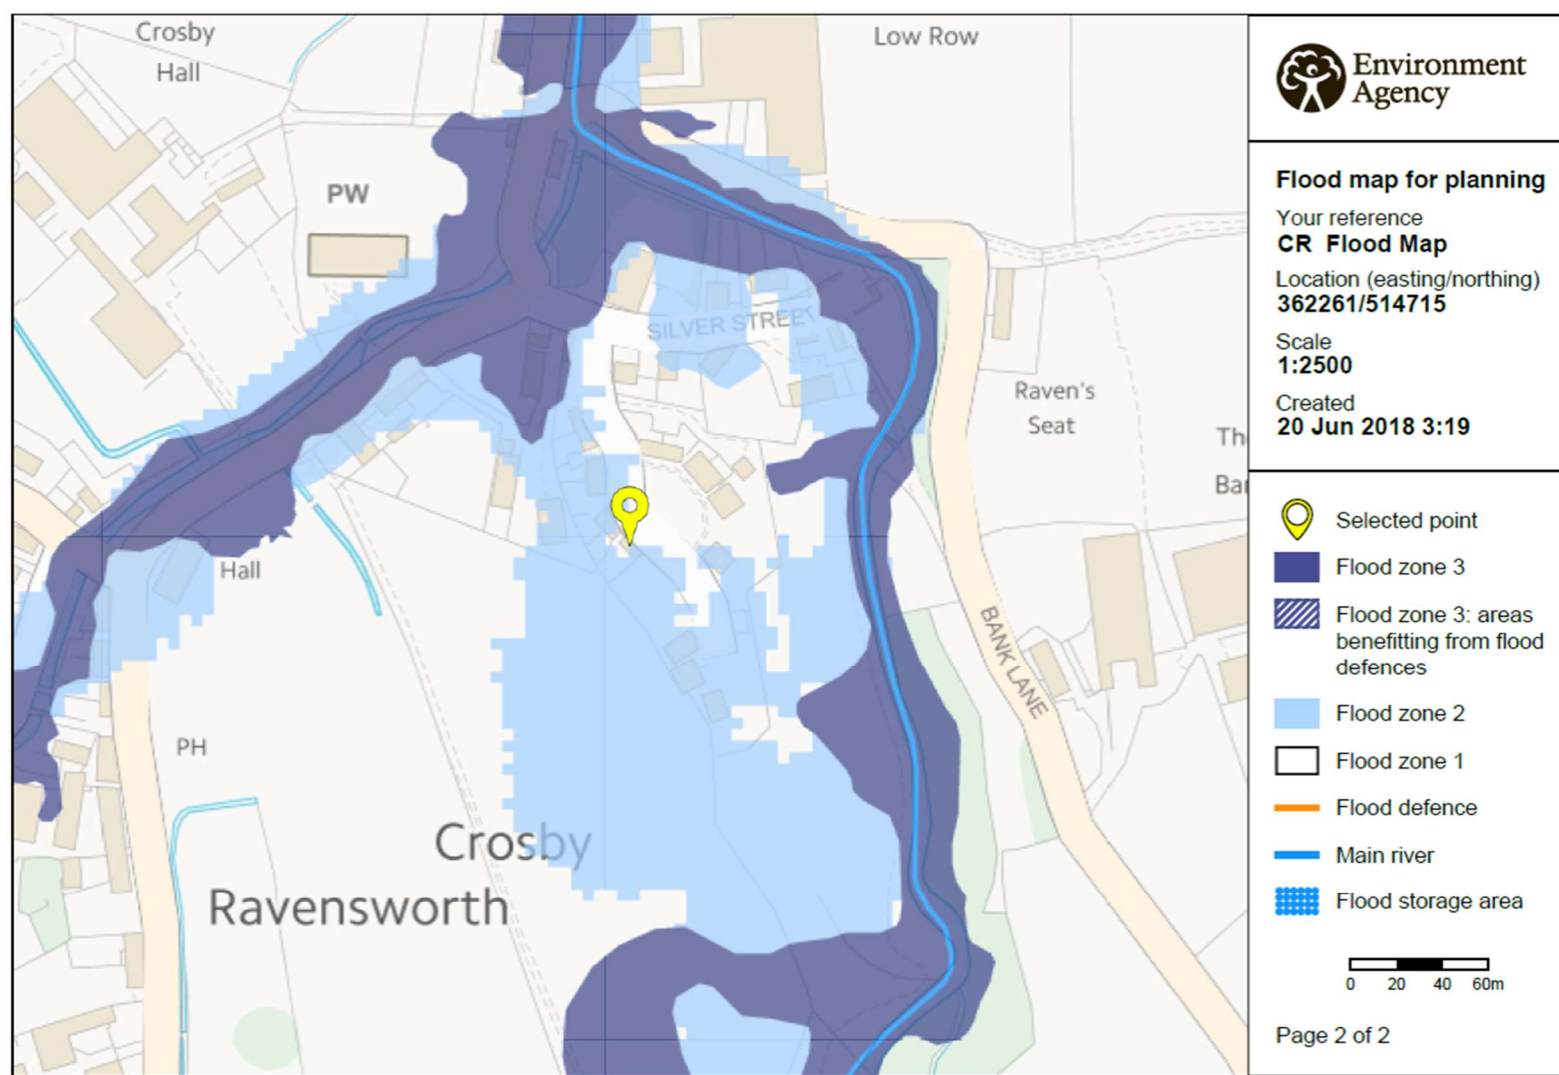 Crosby
Hall
Low Row
PW
SILVER STREET
Raven's
Seat
Th
Bar
Hall
BANK LANE
PH
Crosby
Ravensworth
Environment
Agency
Flood map for planning
Your reference
CR Flood Map
Location (easting/northing)
362261/514715
Scale
1:2500
Created
20 Jun 2018 3:19
Selected point
Flood zone 3
Flood zone 3: areas
benefitting from flood
defences
Flood zone 2
Flood zone 1
Flood defence
Main river
Flood storage area
0 20 40 60m
Page 2 of 2